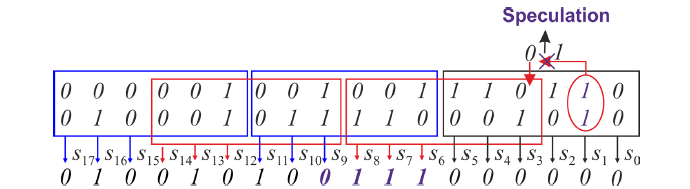 Speculation
0 1
0 0 0 0 0 1 0 0 1 0 0 1 1 1 0 1 1 0
0 1 0 0 0 1 0 1 1 1 1 0 0 0 1 0 1 0
s17 s16 s15 s14 s13 s12 s11 s10 s9 s8 s7 s6 s5 s4 s3 s2 s1 s0
0 1 0 0 1 0 1 0 0 1 1 1 0 0 0 0 0 0